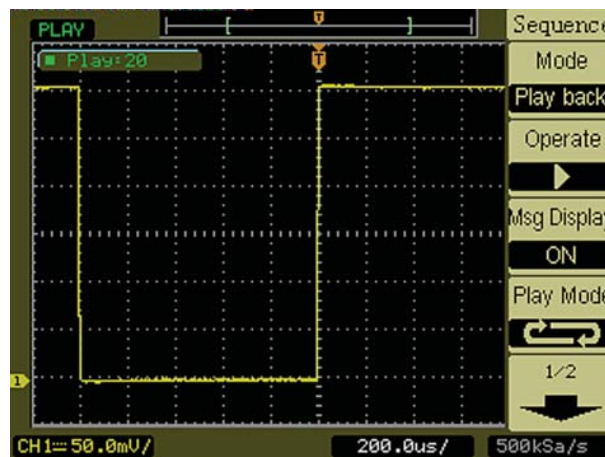 PLAY
T
Sequence
Play:20
T
Mode
Play back
Operate
Msg Display
ON
Play Mode
1/2
1
CH1 50.0mV/
200.0us/
500kSa/s